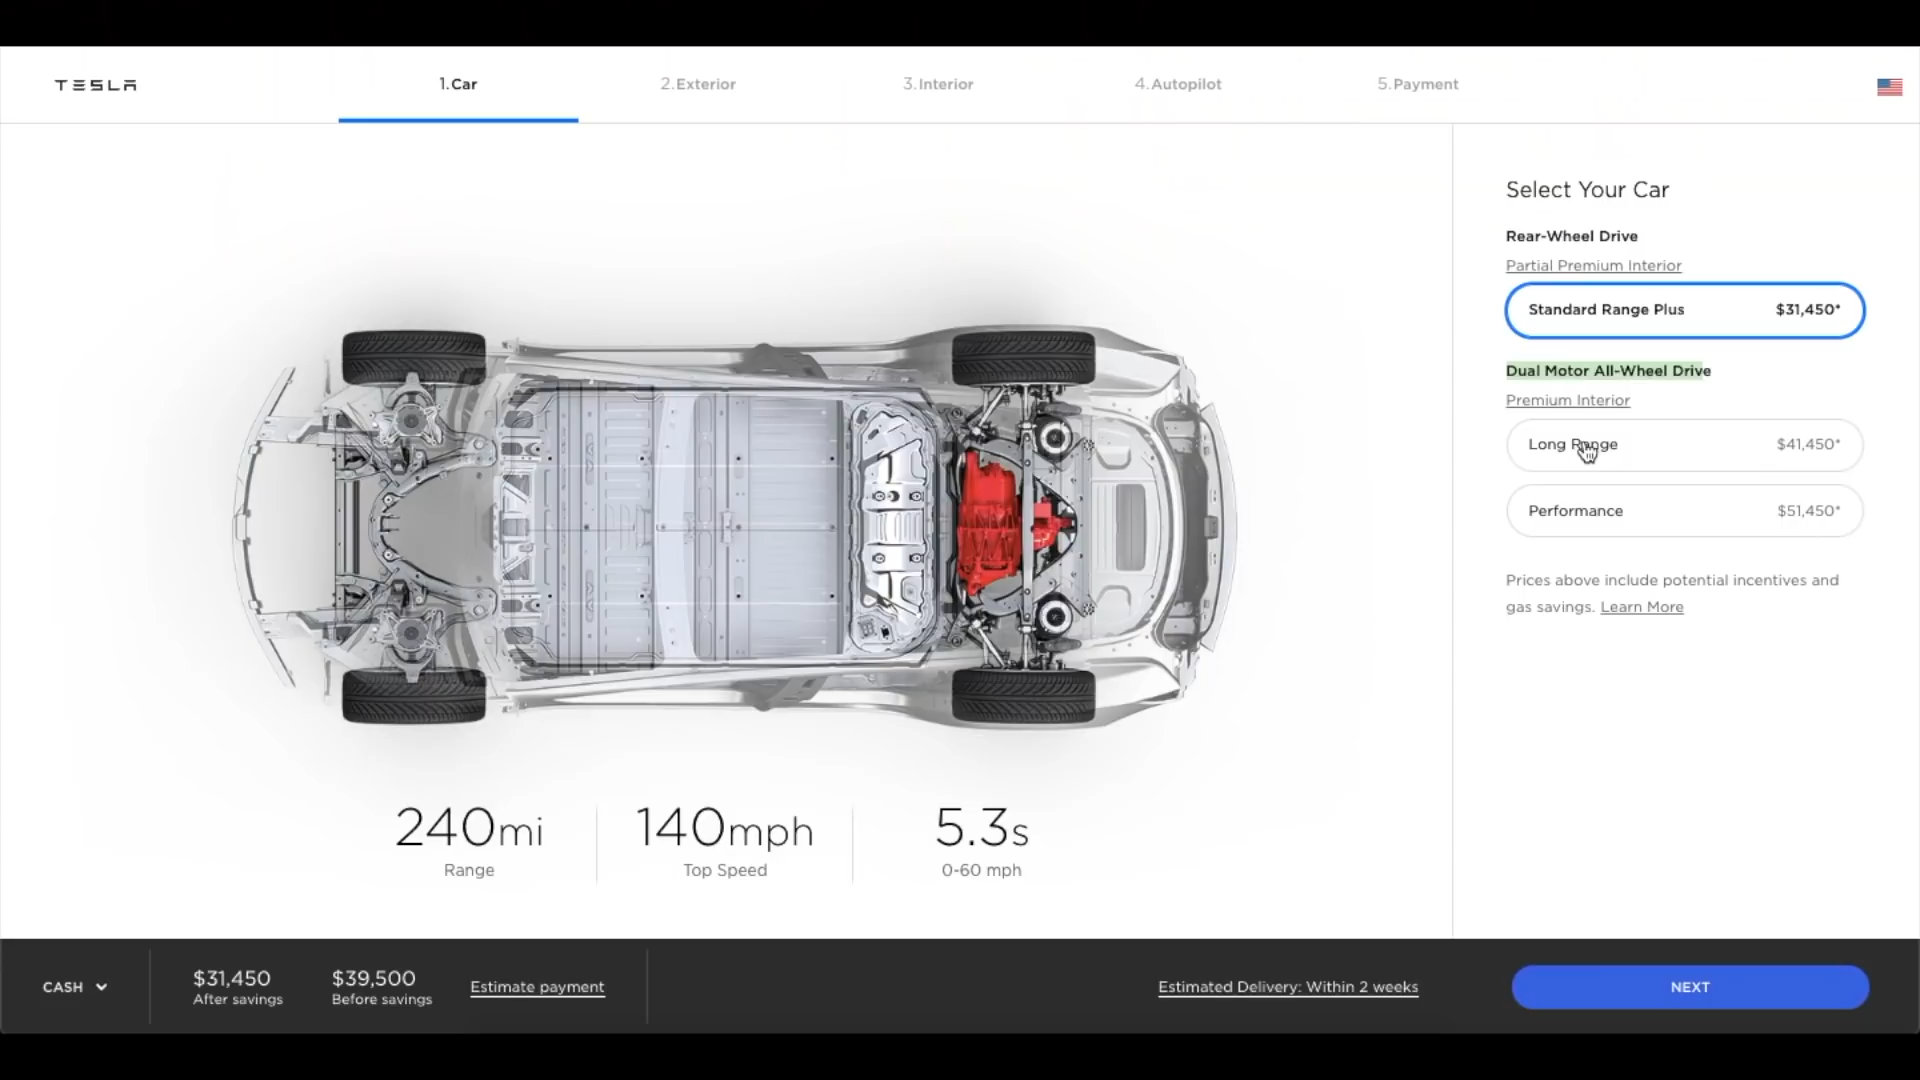 TESLA
1.Car
2.Exterior
3.Interior
4.Autopilot
5.Payment
Select Your Car
Rear-Wheel Drive
Partial Premium Interior
Standard Range Plus $31,450*
Dual Motor All-Wheel Drive
Premium Interior
Long Range $41,450*
Performance $51,450*
Prices above include potential incentives and
gas savings. Learn More
240mi
Range
140mph
Top Speed
5.3s
0-60 mph
CASH
$31,450
After savings
$39,500
Before savings
Estimate payment
Estimated Delivery: Within 2 weeks
NEXT